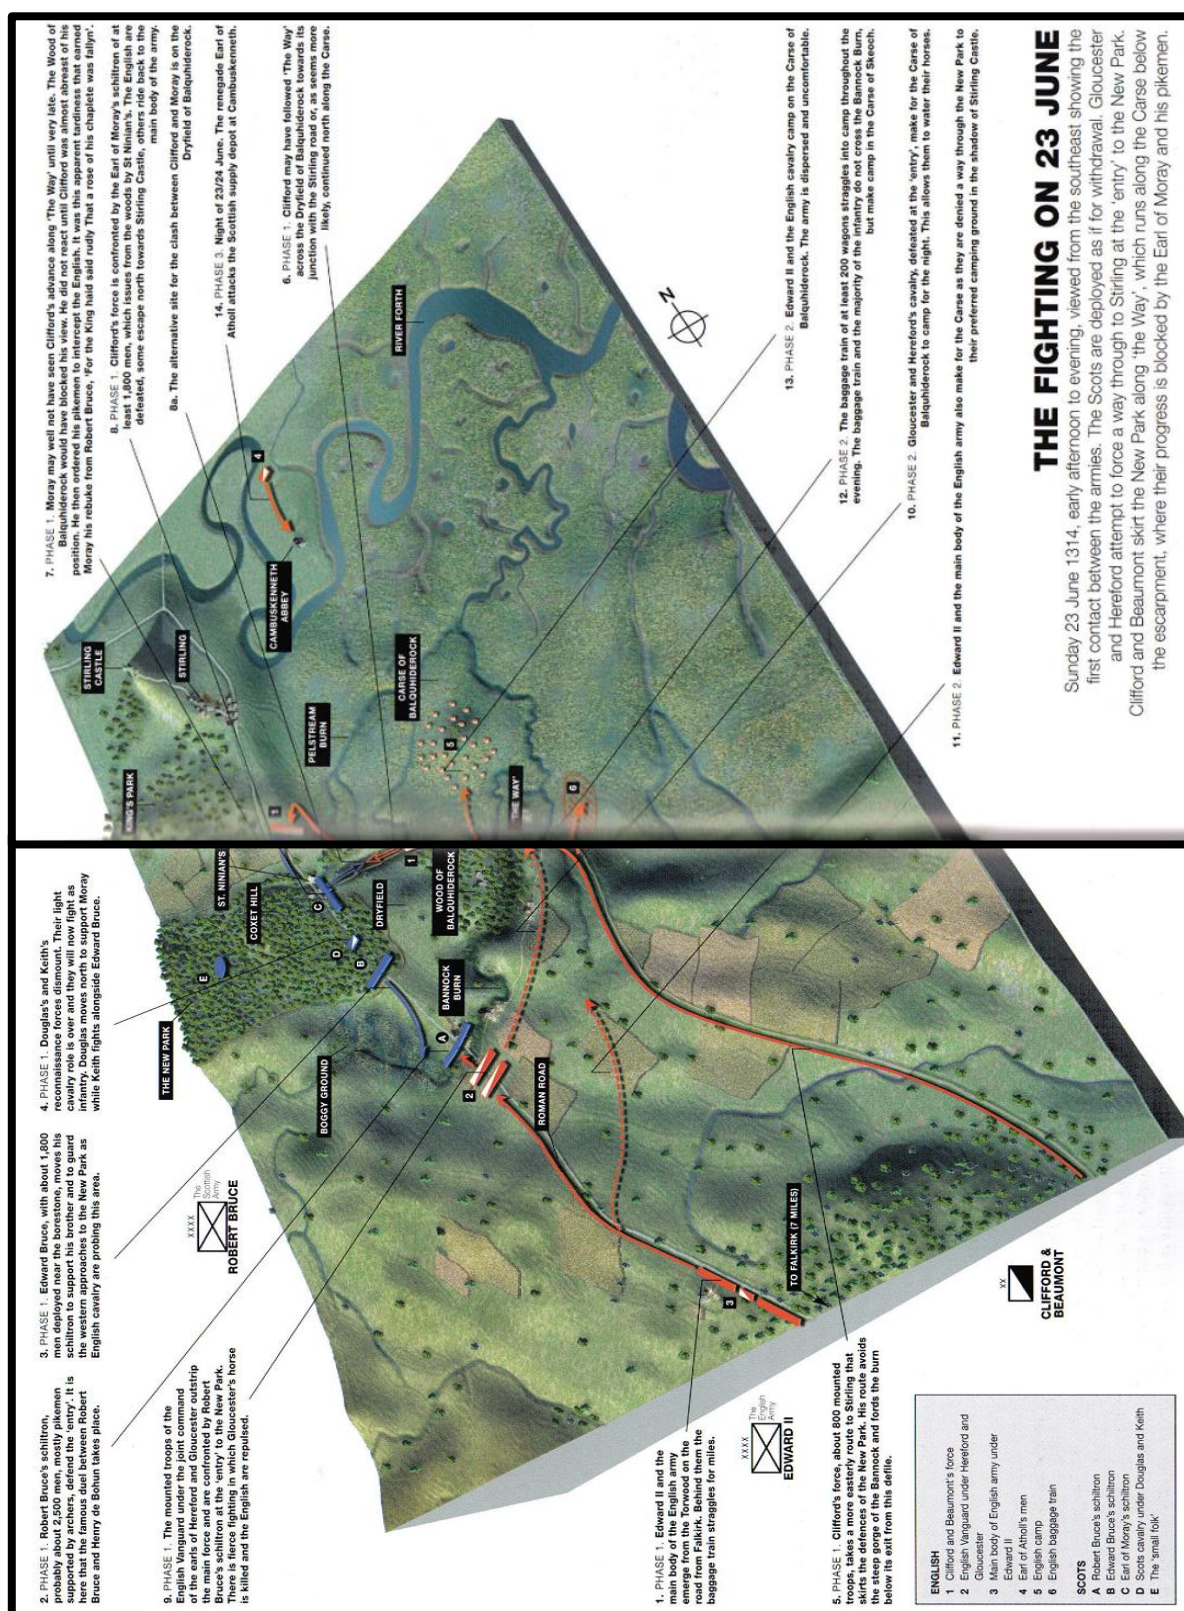 THE FIGHTING ON 23 JUNE
Sunday 23 June 1314, early afternoon to evening, viewed from the southeast showing the
first contact between the armies. The Scots are deployed as if for withdrawal. Gloucester
and Hereford attempt to force a way through to Stirling at the 'entry' to the New Park.
Clifford and Beaumont skirt the New Park along 'the Way', which runs along the Carse below
the escarpment, where their progress is blocked by the Earl of Moray and his pikemen.
2. PHASE 1. Robert Bruce's schiltron,
probably about 2,500 men, mostly pikemen
supported by archers, defend the 'entry'. It is
here that the famous duel between Robert
Bruce and Henry de Bohun takes place.
3. PHASE 1. Edward Bruce, with about 1,800
men deployed near the borestone, moves his
schiltron to support his brother and to guard
the western approaches to the New Park as
English cavalry are probing this area.
4. PHASE 1. Douglas's and Keith's
reconnaissance forces dismount. Their light
cavalry role is over and they will now fight as
infantry. Douglas moves north to support Moray
while Keith fights alongside Edward Bruce.
7. PHASE 1. Moray may well not have seen Clifford's advance along 'The Way' until very late. The Wood of
Balquhiderock would have blocked his view. He did not react until Clifford was almost abreast of his
position. He then ordered his pikemen to intercept the English. It was this apparent tardiness that earned
Moray his rebuke from Robert Bruce, 'For the King haid said rudly That a rose of his chaplete was fallyn'.
8. PHASE 1. Clifford's force is confronted by the Earl of Moray's schiltron of at
least 1,800 men, which issues from the woods by St Ninian's. The English are
defeated, some escape north towards Stirling Castle, others ride back to the
main body of the army.
8a. The alternative site for the clash between Clifford and Moray is on the
Dryfield of Balquhiderock.
14. PHASE 3. Night of 23/24 June. The renegade Earl of
Atholl attacks the Scottish supply depot at Cambuskenneth.
6. PHASE 1. Clifford may have followed 'The Way'
across the Dryfield of Balquhiderock towards its
junction with the Stirling road or, as seems more
likely, continued north along the Carse.
9. PHASE 1. The mounted troops of the
English Vanguard under the joint command
of the earls of Hereford and Gloucester outstrip
the main force and are confronted by Robert
Bruce's schiltron at the 'entry' to the New Park.
There is fierce fighting in which Gloucester's horse
is killed and the English are repulsed.
XXXX
The
Scottish
Army
ROBERT BRUCE
THE NEW PARK
BOGGY GROUND
COXET HILL
ST. NINIAN'S
DRYFIELD
BANNOCK
BURN
WOOD OF
BALQUHIDEROCK
ROMAN ROAD
TO FALKIRK (7 MILES)
KING'S PARK
STIRLING
CASTLE
STIRLING
CAMBUSKENNETH
ABBEY
RIVER FORTH
PELSTREAM
BURN
CARSE OF
BALQUHIDEROCK
THE WAY'
A
B
C
D
E
1
1
2
3
4
5
6
N
13. PHASE 2. Edward II and the English cavalry camp on the Carse of
Balquhiderock. The army is dispersed and uncomfortable.
12. PHASE 2. The baggage train of at least 200 wagons straggles into camp throughout the
evening. The baggage train and the majority of the infantry do not cross the Bannock Burn,
but make camp in the Carse of Skeoch.
10. PHASE 2. Gloucester and Hereford's cavalry, defeated at the 'entry', make for the Carse of
Balquhiderock to camp for the night. This allows them to water their horses.
11. PHASE 2. Edward II and the main body of the English army also make for the Carse as they are denied a way through the New Park to
their preferred camping ground in the shadow of Stirling Castle.
1. PHASE 1. Edward II and the
main body of the English army
emerge from the Torwood on the
road from Falkirk. Behind them the
baggage train straggles for miles.
XXXX
The
English
Army
EDWARD II
5. PHASE 1. Clifford's force, about 800 mounted
troops, takes a more easterly route to Stirling that
skirts the defences of the New Park. His route avoids
the steep gorge of the Bannock and fords the burn
below its exit from this defile.
XX
CLIFFORD &
BEAUMONT
ENGLISH
1 Clifford and Beaumont's force
2 English Vanguard under Hereford and
Gloucester
3 Main body of English army under
Edward II
4 Earl of Atholl's men
5 English camp
6 English baggage train
SCOTS
A Robert Bruce's schiltron
B Edward Bruce's schiltron
C Earl of Moray's schiltron
D Scots cavalry under Douglas and Keith
E The 'small folk'